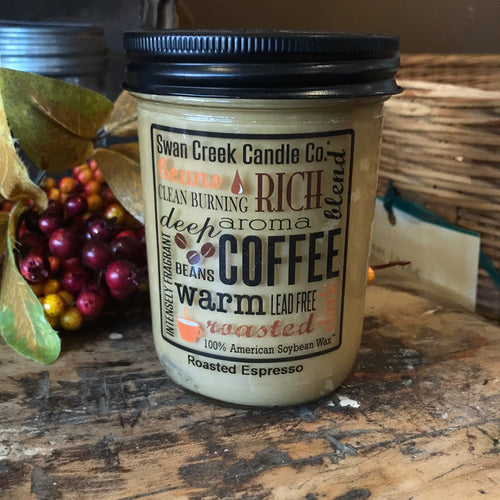 Swan Creek Candle Co.
Beans
CLEAN BURNING
RICH
blend
deep
aroma
INTENSELY FRAGRANT
BEANS
COFFEE
warm
LEAD FREE
roasted
100% American Soybean Wax
Roasted Espresso